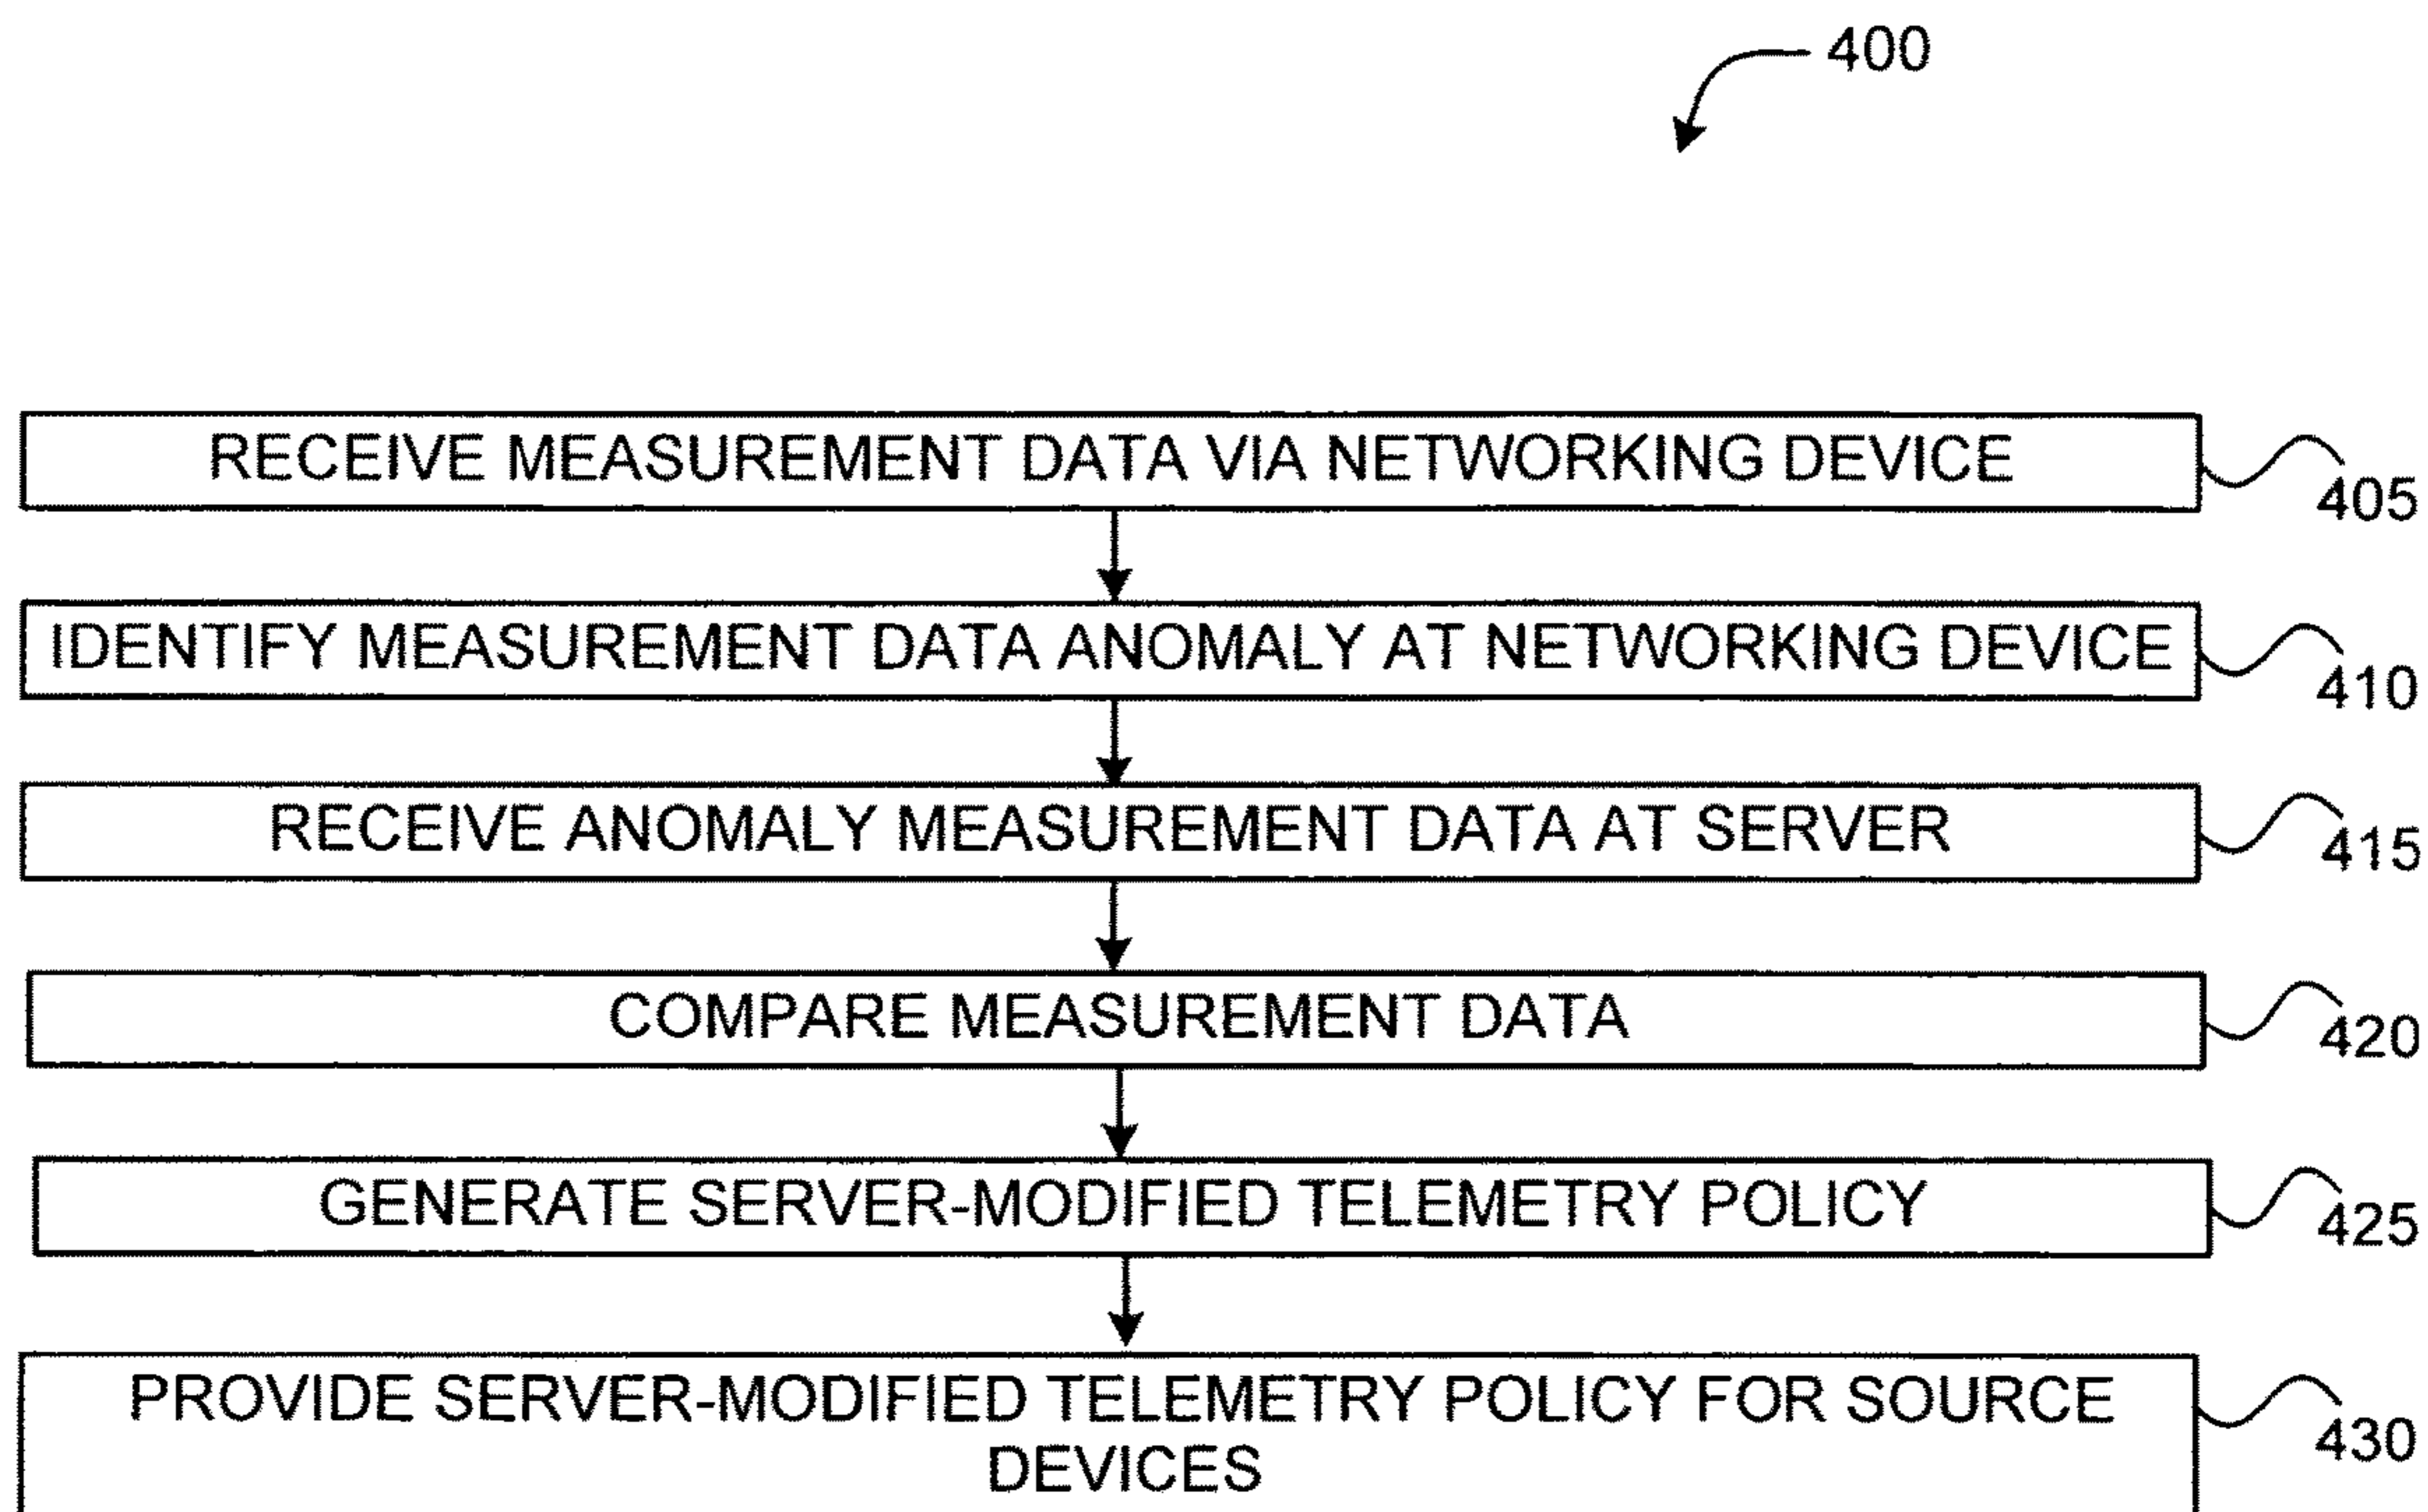 400
RECEIVE MEASUREMENT DATA VIA NETWORKING DEVICE
405
IDENTIFY MEASUREMENT DATA ANOMALY AT NETWORKING DEVICE
410
RECEIVE ANOMALY MEASUREMENT DATA AT SERVER
415
COMPARE MEASUREMENT DATA
420
GENERATE SERVER-MODIFIED TELEMETRY POLICY
425
PROVIDE SERVER-MODIFIED TELEMETRY POLICY FOR SOURCE
DEVICES
430